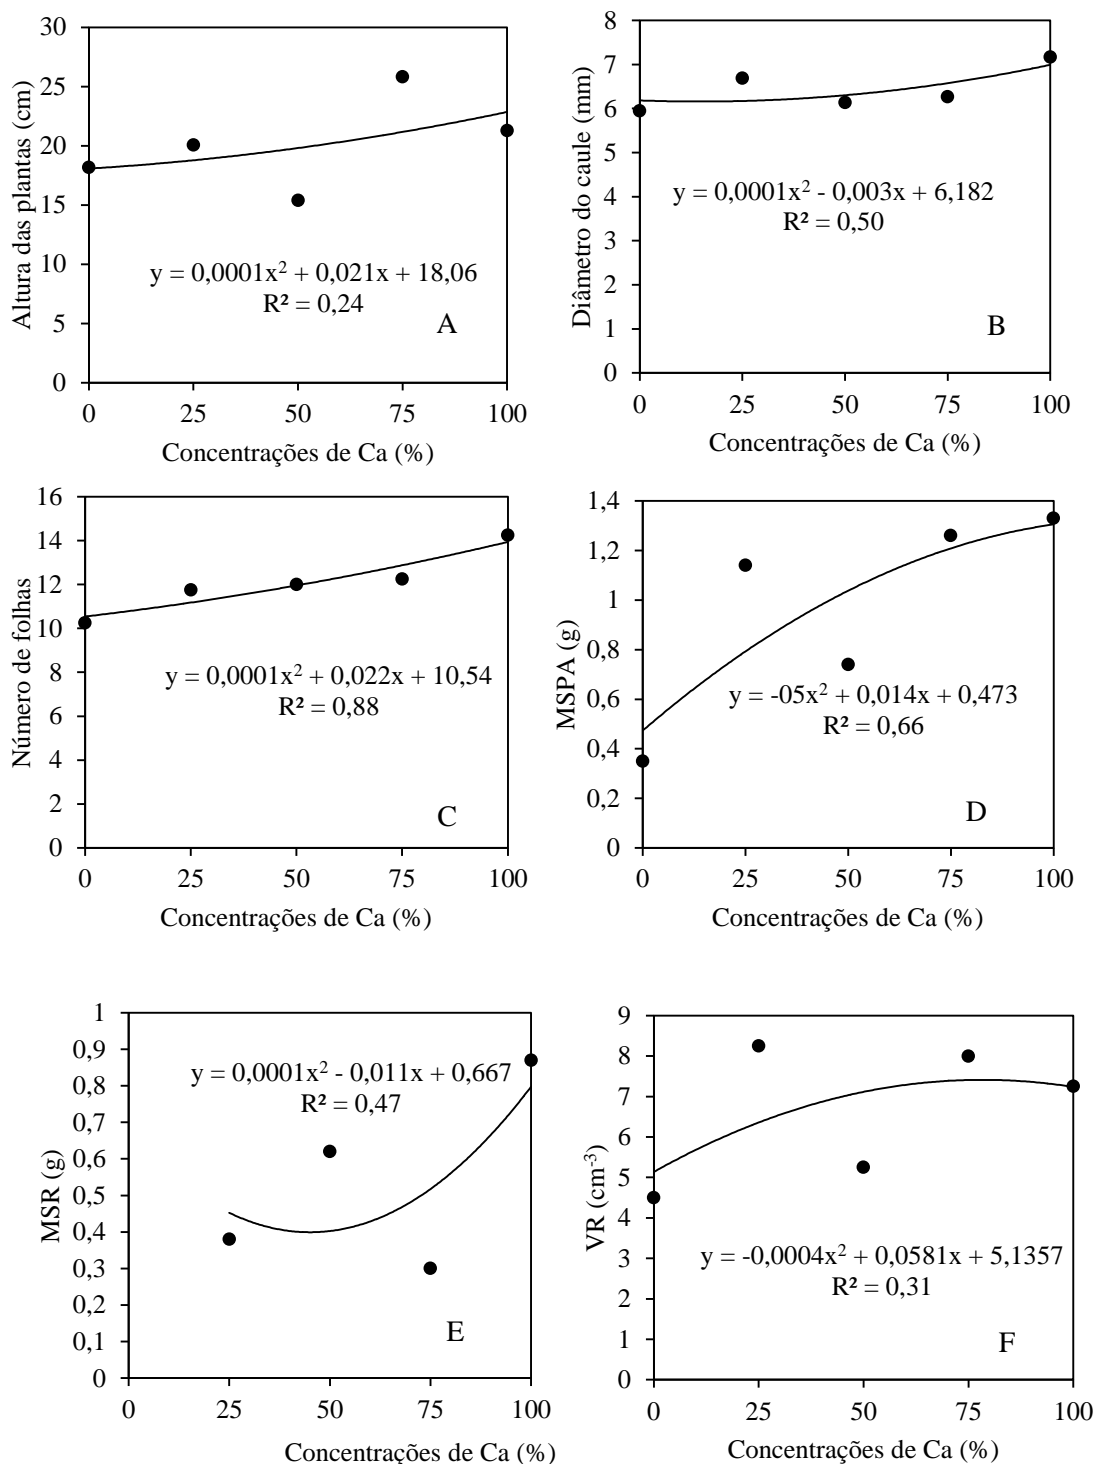 30
25
20
15
10
5
0
0 25 50 75 100
Altura das plantas (cm)
Concentrações de Ca (%)
y = 0,0001x² + 0,021x + 18,06
R² = 0,24
A
8
7
6
5
4
3
2
1
0
0 25 50 75 100
Diâmetro do caule (mm)
Concentrações de Ca (%)
y = 0,0001x² - 0,003x + 6,182
R² = 0,50
B
16
14
12
10
8
6
4
2
0
0 25 50 75 100
Número de folhas
Concentrações de Ca (%)
y = 0,0001x² + 0,022x + 10,54
R² = 0,88
C
1,4
1,2
1
0,8
0,6
0,4
0,2
0
0 25 50 75 100
MSPA (g)
Concentrações de Ca (%)
y = -05x² + 0,014x + 0,473
R² = 0,66
D
1
0,9
0,8
0,7
0,6
0,5
0,4
0,3
0,2
0,1
0
0 25 50 75 100
MSR (g)
Concentrações de Ca (%)
y = 0,0001x² - 0,011x + 0,667
R² = 0,47
E
9
8
7
6
5
4
3
2
1
0
0 25 50 75 100
VR (cm⁻³)
Concentrações de Ca (%)
y = -0,0004x² + 0,0581x + 5,1357
R² = 0,31
F